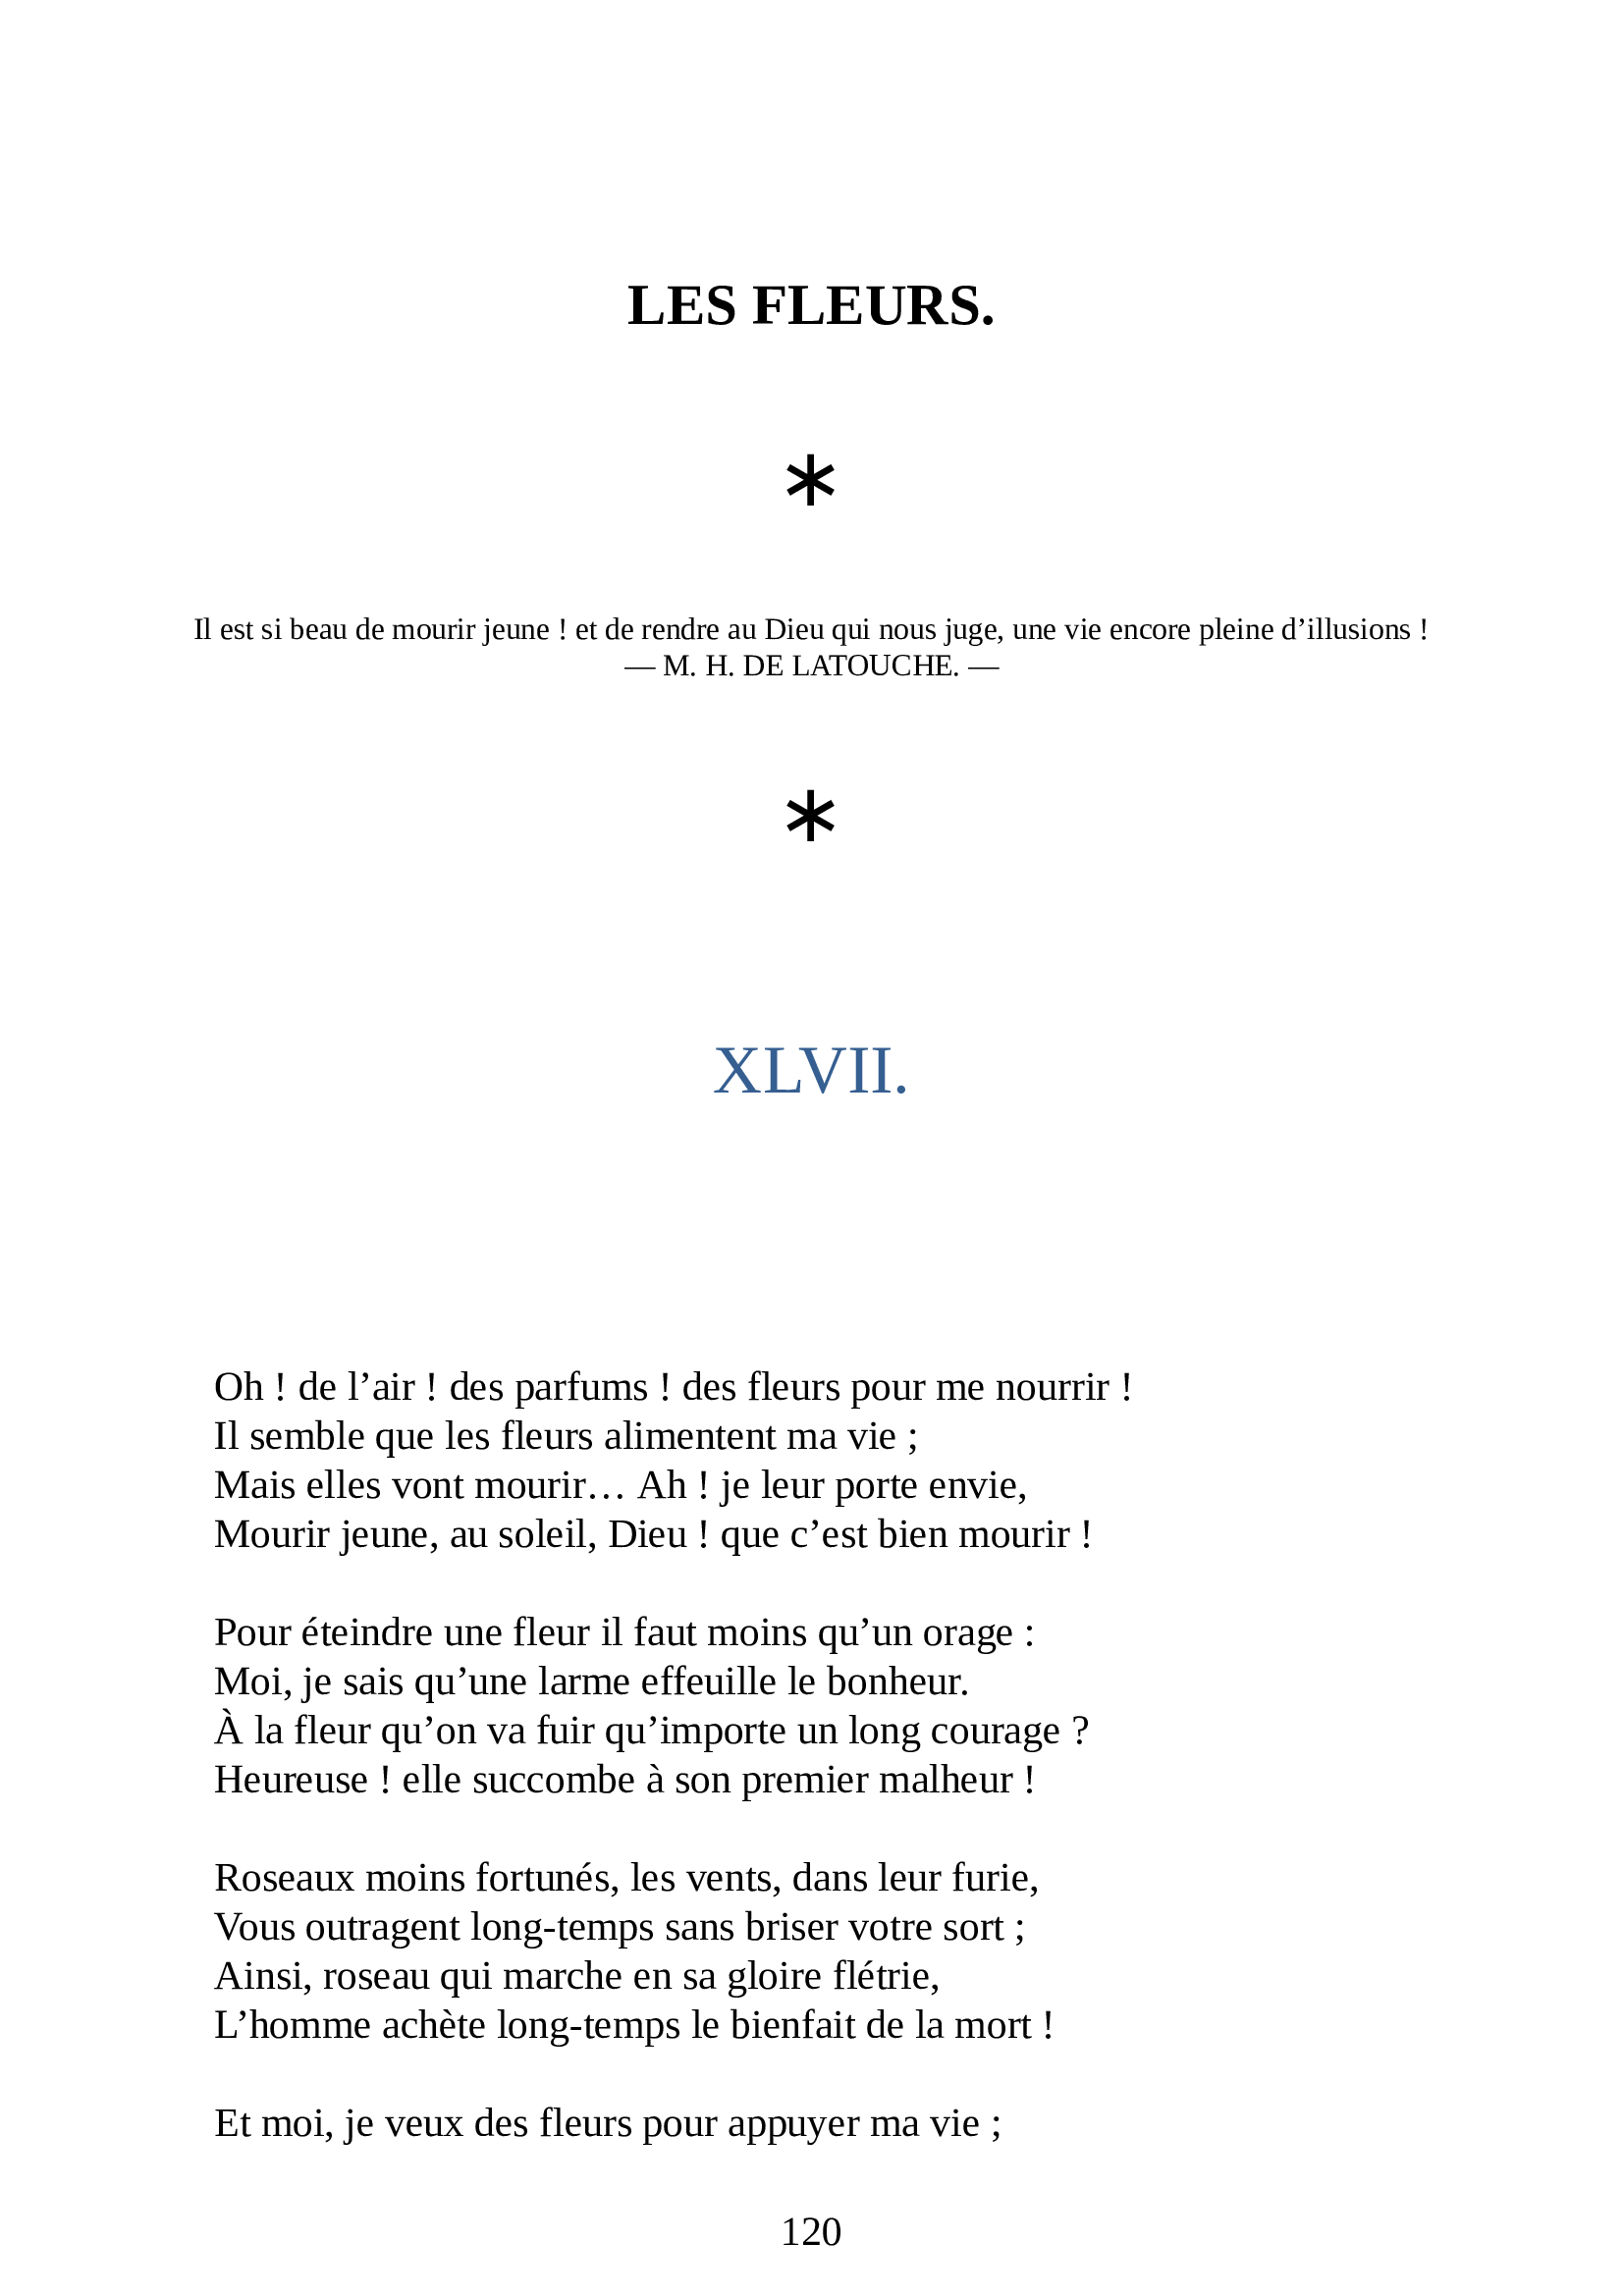 LES FLEURS.
*
Il est si beau de mourir jeune ! et de rendre au Dieu qui nous juge, une vie encore pleine d’illusions !
— M. H. DE LATOUCHE. —
*
XLVII.
Oh ! de l’air ! des parfums ! des fleurs pour me nourrir !
Il semble que les fleurs alimentent ma vie ;
Mais elles vont mourir… Ah ! je leur porte envie,
Mourir jeune, au soleil, Dieu ! que c’est bien mourir !
Pour éteindre une fleur il faut moins qu’un orage :
Moi, je sais qu’une larme effeuille le bonheur.
À la fleur qu’on va fuir qu’importe un long courage ?
Heureuse ! elle succombe à son premier malheur !
Roseaux moins fortunés, les vents, dans leur furie,
Vous outragent long-temps sans briser votre sort ;
Ainsi, roseau qui marche en sa gloire flétrie,
L’homme achète long-temps le bienfait de la mort !
Et moi, je veux des fleurs pour appuyer ma vie ;
120